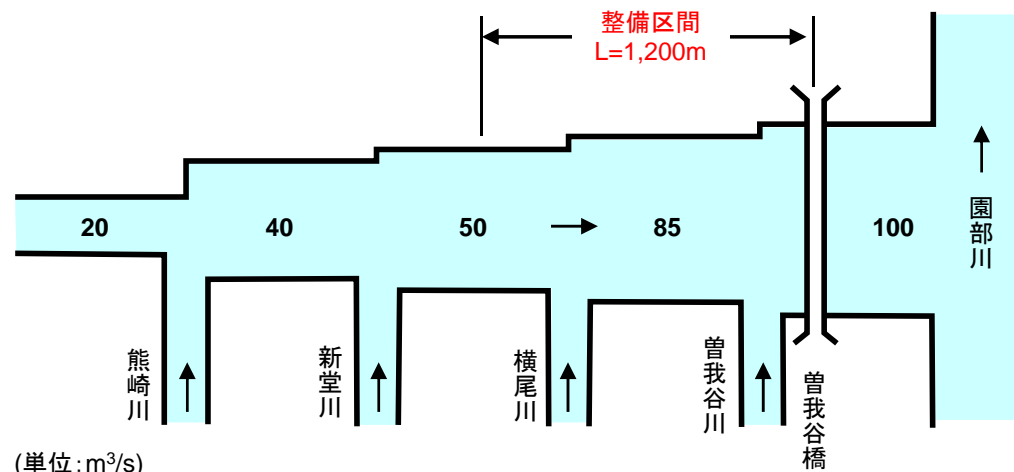 整備区間
L=1,200m
20
40
50
85
100
園部川
熊崎川
新堂川
横尾川
曽我谷川
曽我谷橋
(単位:m³/s)